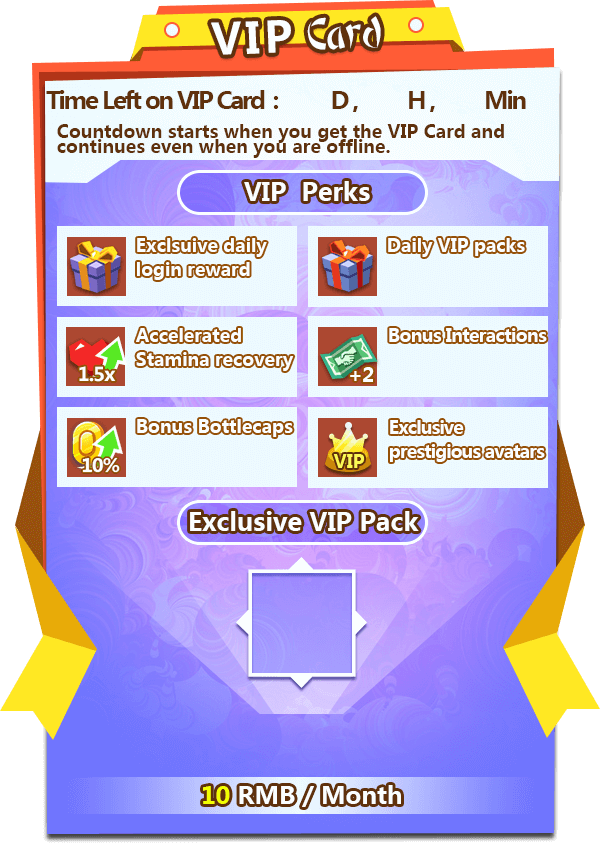 VIP Card
Time Left on VIP Card : D , H , Min
Countdown starts when you get the VIP Card and
continues even when you are offline.
VIP Perks
Exclsuive daily
login reward
Daily VIP packs
Accelerated
Stamina recovery
1.5x
Bonus Interactions
+2
Bonus Bottlecaps
10%
Exclusive
prestigious avatars
VIP
Exclusive VIP Pack
10 RMB / Month